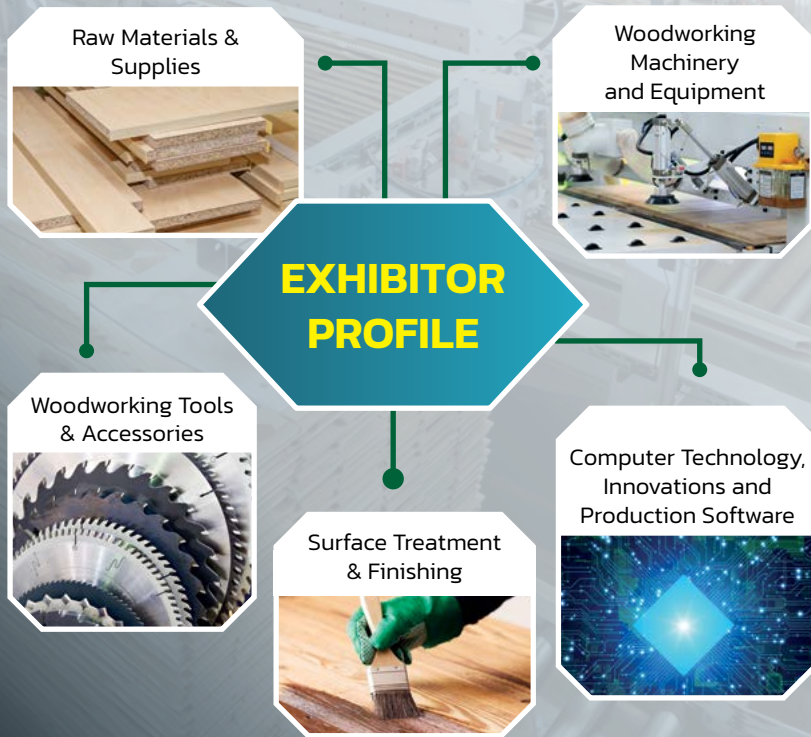 Raw Materials &
Supplies
Woodworking
Machinery
and Equipment
EXHIBITOR
PROFILE
Woodworking Tools
& Accessories
Surface Treatment
& Finishing
Computer Technology,
Innovations and
Production Software